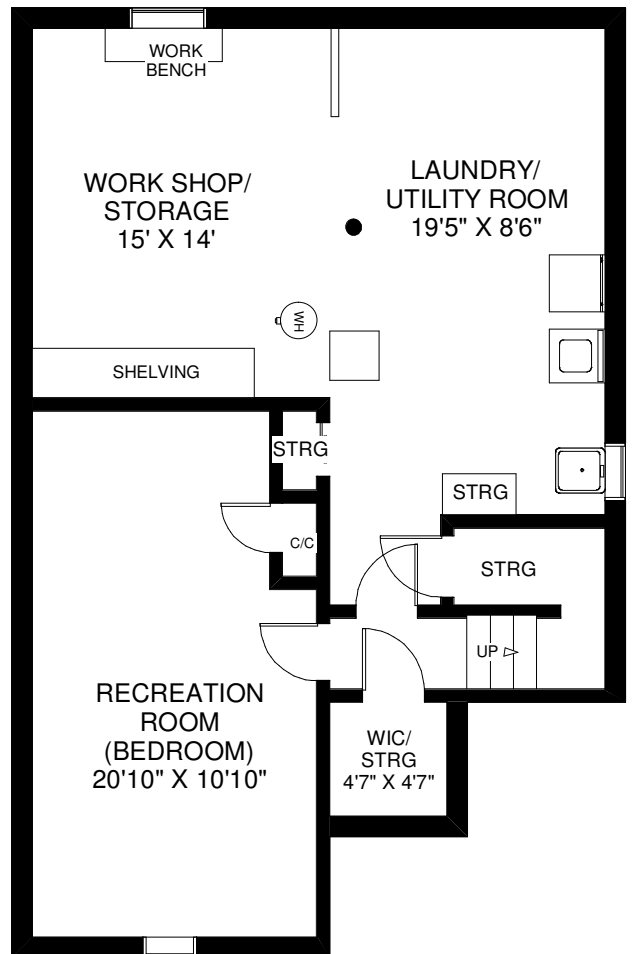 WORK
BENCH
WORK SHOP/
STORAGE
15' X 14'
LAUNDRY/
UTILITY ROOM
19'5" X 8'6"
WH
SHELVING
STRG
STRG
C/C
STRG
UP
RECREATION
ROOM
(BEDROOM)
20'10" X 10'10"
WIC/
STRG
4'7" X 4'7"